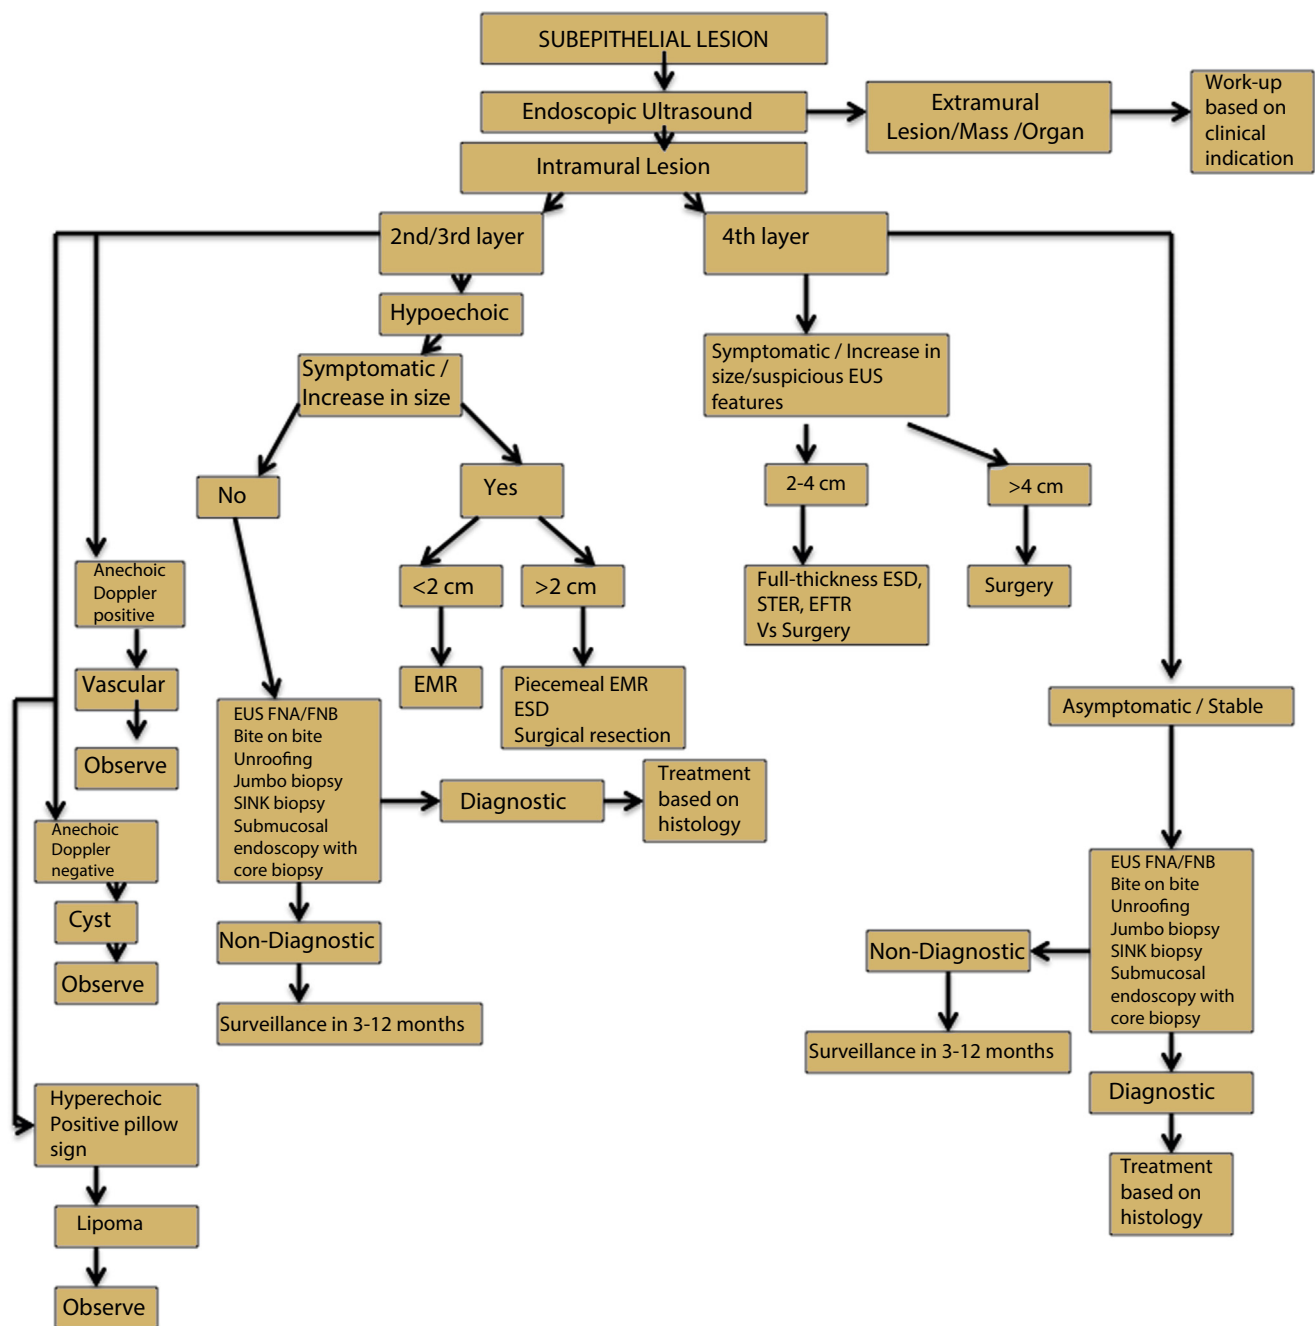 SUBEPITHELIAL LESION
Endoscopic Ultrasound
Extramural
Lesion/Mass /Organ
Work-up
based on
clinical
indication
Intramural Lesion
2nd/3rd layer
4th layer
Hypoechoic
Symptomatic /
Increase in size
Symptomatic / Increase in
size/suspicious EUS
features
No
Yes
2-4 cm
>4 cm
Anechoic
Doppler
positive
<2 cm
>2 cm
Full-thickness ESD,
STER, EFTR
Vs Surgery
Surgery
Vascular
EMR
Piecemeal EMR
ESD
Surgical resection
Asymptomatic / Stable
Observe
EUS FNA/FNB
Bite on bite
Unroofing
Jumbo biopsy
SINK biopsy
Submucosal
endoscopy with
core biopsy
Diagnostic
Treatment
based on
histology
Anechoic
Doppler
negative
Cyst
Observe
Non-Diagnostic
Surveillance in 3-12 months
EUS FNA/FNB
Bite on bite
Unroofing
Jumbo biopsy
SINK biopsy
Submucosal
endoscopy with
core biopsy
Non-Diagnostic
Surveillance in 3-12 months
Diagnostic
Treatment
based on
histology
Hyperechoic
Positive pillow
sign
Lipoma
Observe